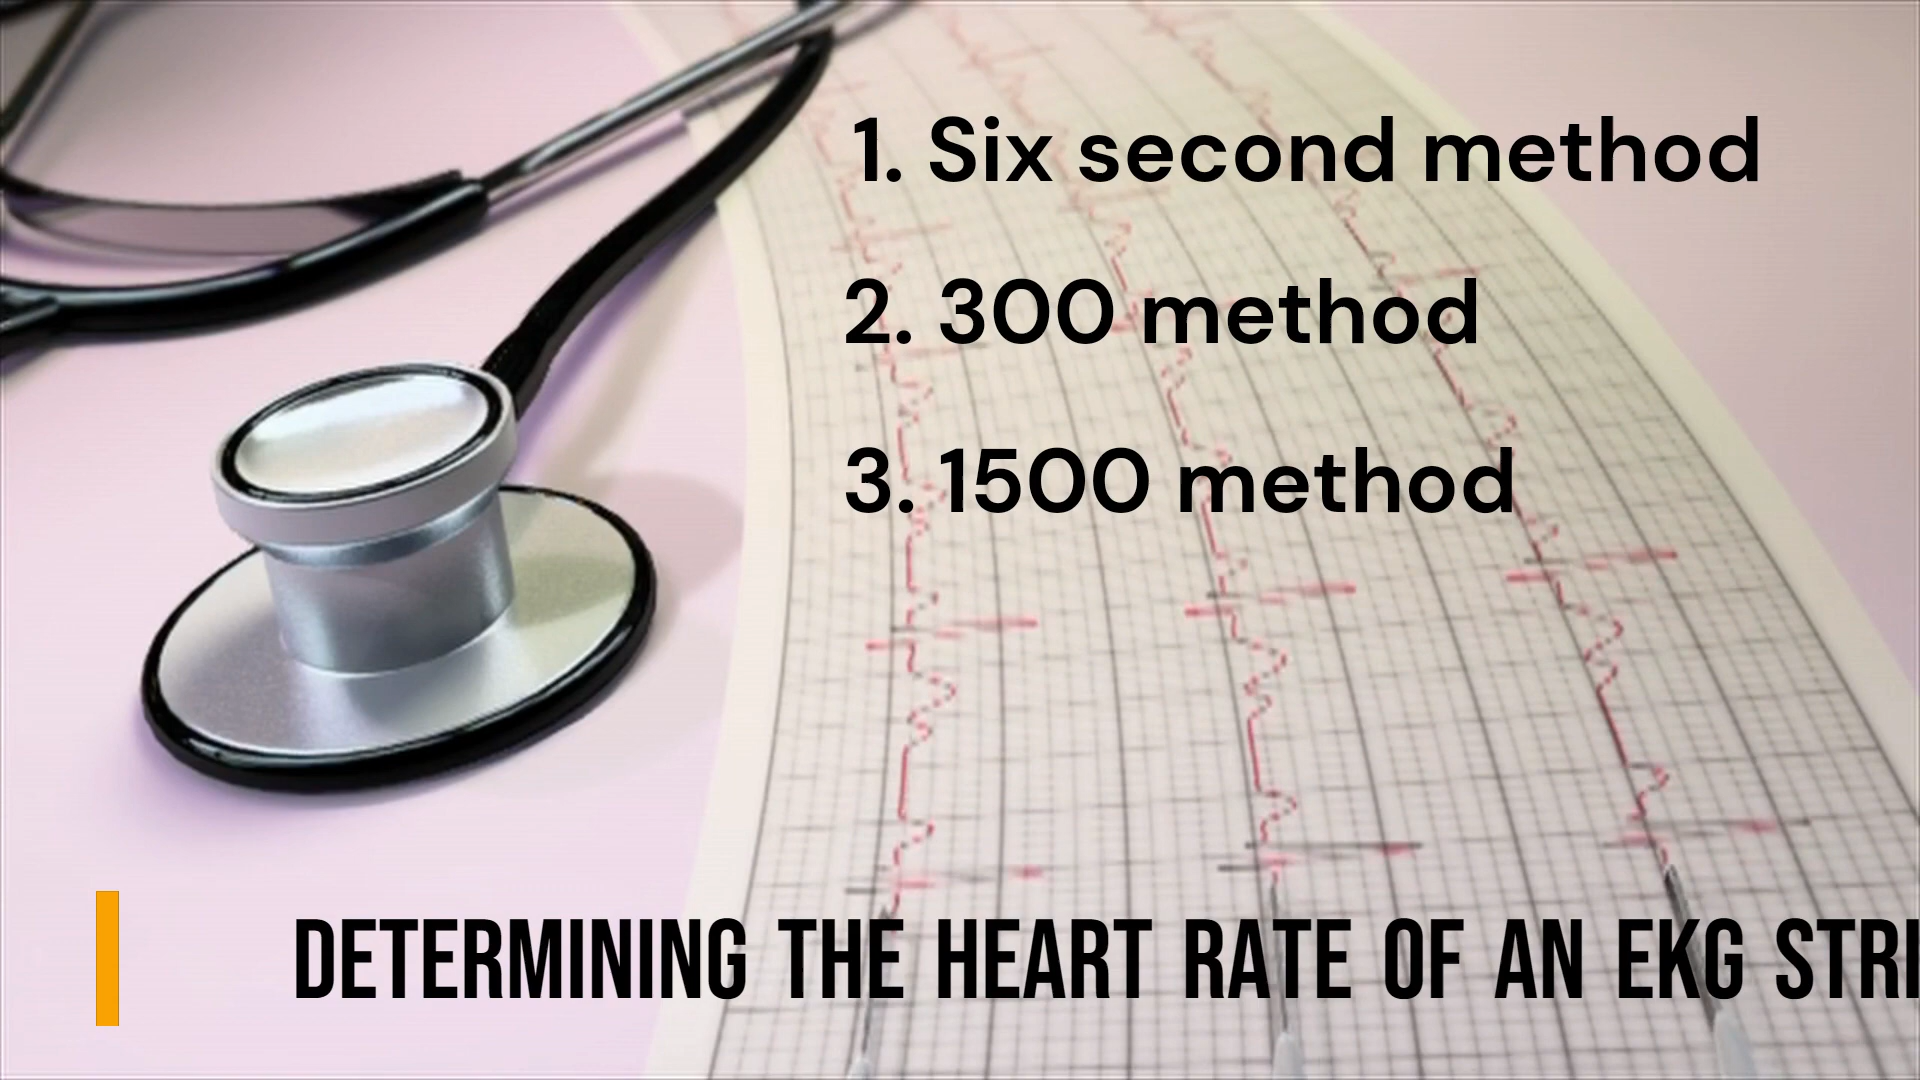 1. Six second method
2. 300 method
3. 1500 method
DETERMINING THE HEART RATE OF AN EKG STRI